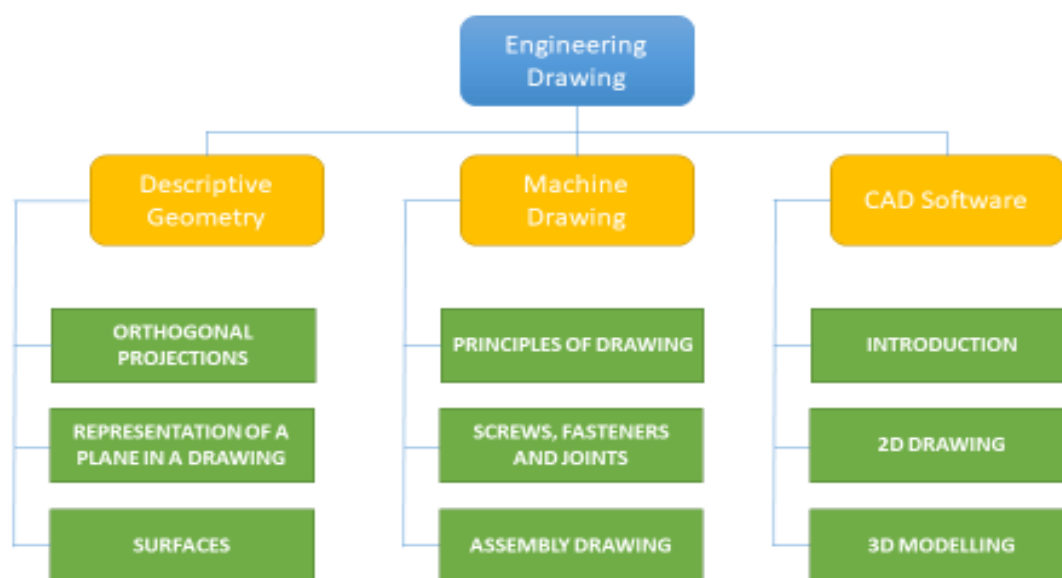 Engineering
Drawing
Descriptive
Geometry
Machine
Drawing
CAD Software
ORTHOGONAL
PROJECTIONS
PRINCIPLES OF DRAWING
INTRODUCTION
REPRESENTATION OF A
PLANE IN A DRAWING
SCREWS, FASTENERS
AND JOINTS
2D DRAWING
SURFACES
ASSEMBLY DRAWING
3D MODELLING